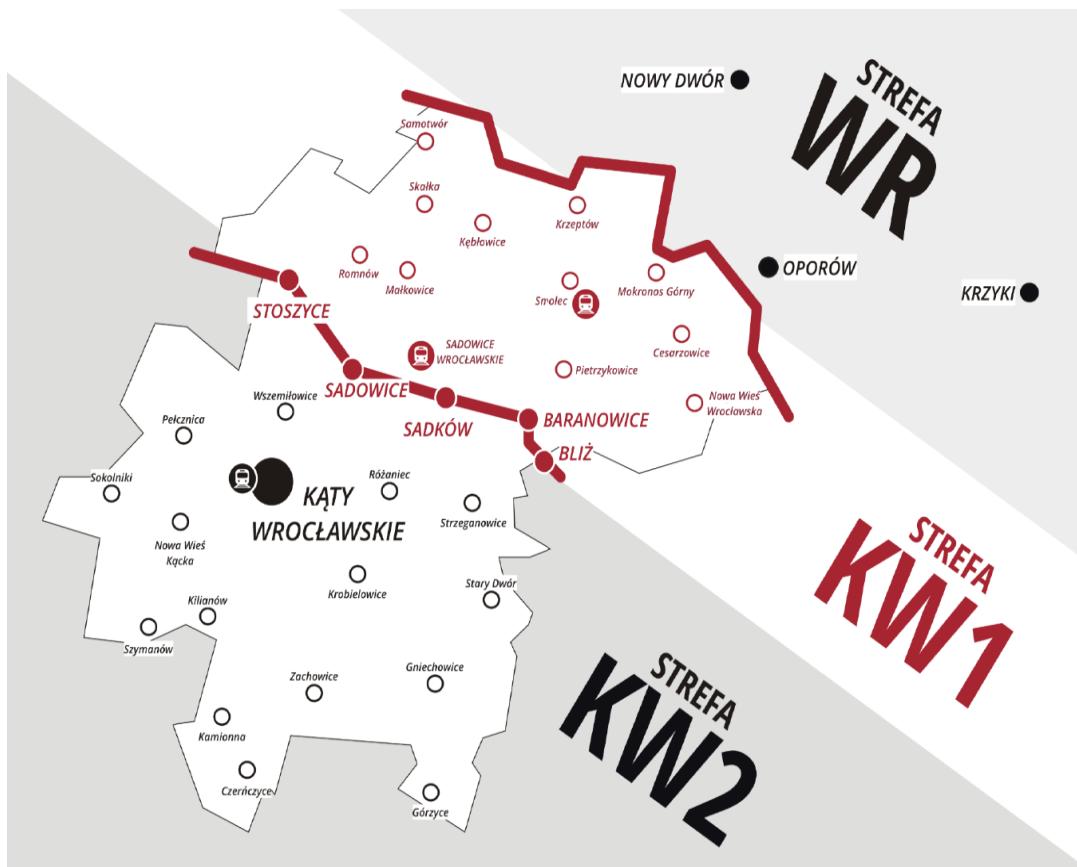 NOWY DWÓR
STREFA
WR
Samotwór
Skałka
Krzeptów
Kębłowice
OPORÓW
Romnów
Małkowice
Smolec
Mokronos Górny
KRZYKI
STOSZYCE
SADOWICE
WROCŁAWSKIE
Cesarzowice
Pietrzykowice
SADOWICE
Wszemiłowice
Nowa Wieś
Wrocławska
Pełcznica
SADKÓW
BARANOWICE
BLIŻ
Sokolniki
Różaniec
KĄTY
WROCŁAWSKIE
Strzeganowice
Nowa Wieś
Kącka
STREFA
KW1
Stary Dwór
Krobielowice
Kilianów
Szymanów
Gniechowice
Zachowice
STREFA
KW2
Kamionna
Czerńczyce
Górzyce